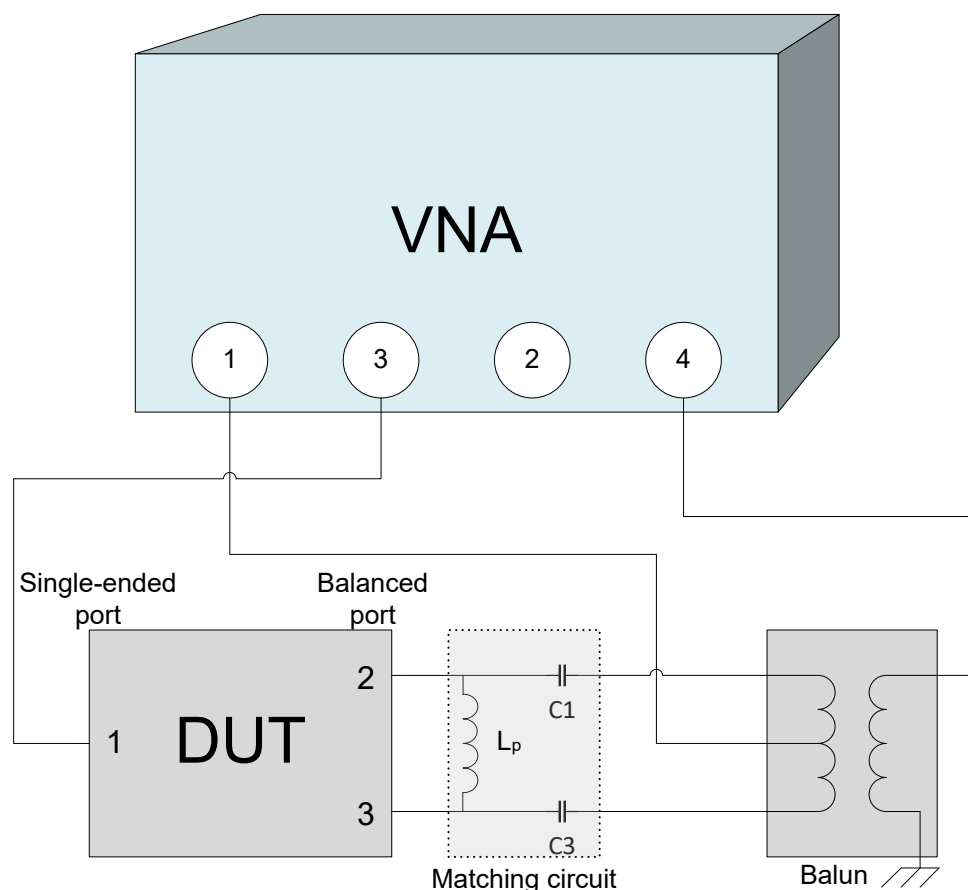 VNA
1
3
2
4
Single-ended
port
Balanced
port
1
DUT
2
3
C1
Lp
C3
Matching circuit
Balun